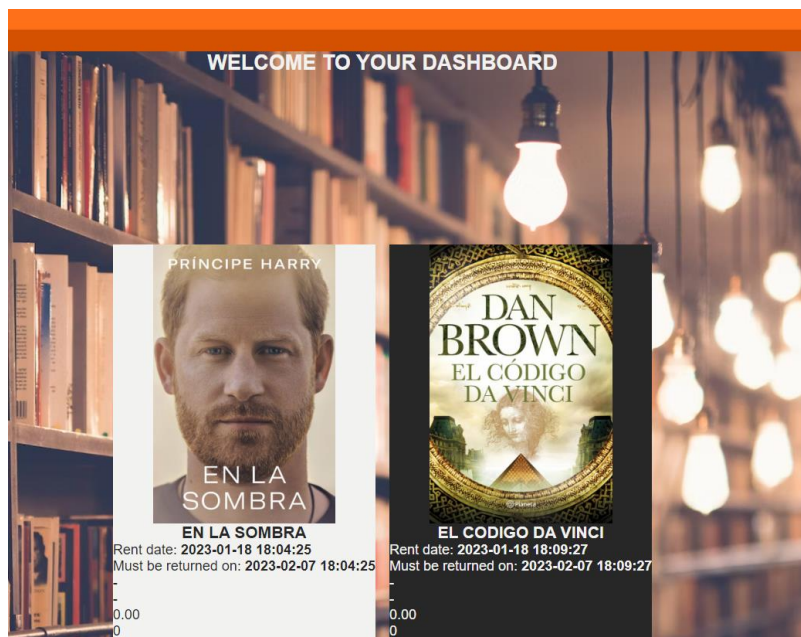 WELCOME TO YOUR DASHBOARD
PRÍNCIPE HARRY
EN LA
SOMBRA
EN LA SOMBRA
Rent date: 2023-01-18 18:04:25
Must be returned on: 2023-02-07 18:04:25
-
-
0.00
0
DAN
BROWN
EL CÓDIGO
DA VINCI
Planeta
EL CODIGO DA VINCI
Rent date: 2023-01-18 18:09:27
Must be returned on: 2023-02-07 18:09:27
-
-
0.00
0